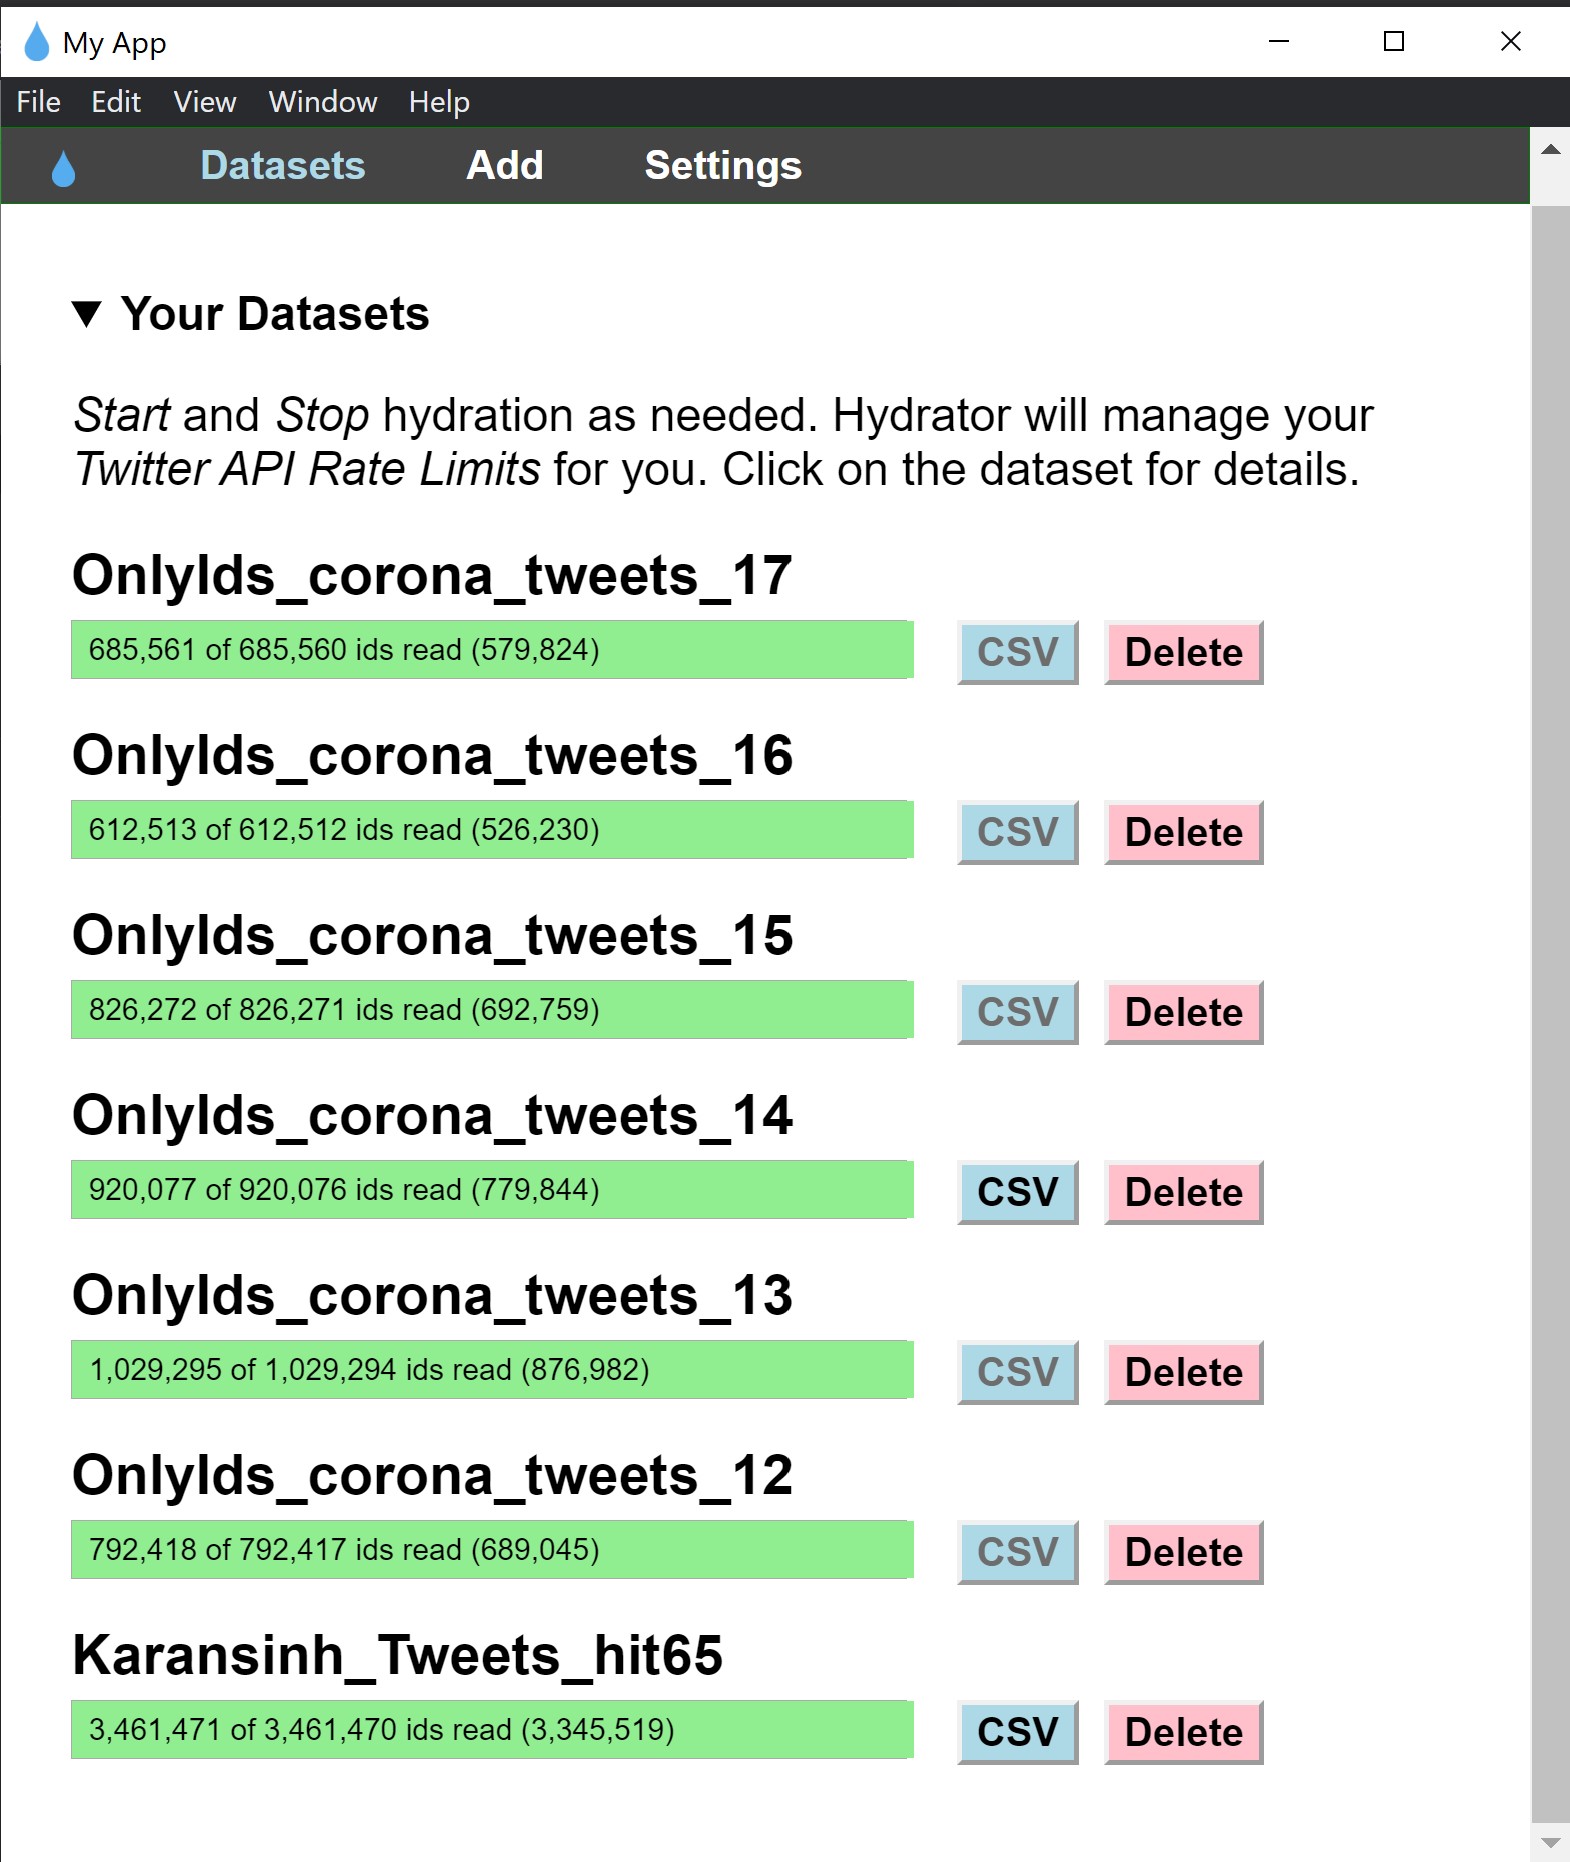 My App
File Edit View Window Help
Datasets Add Settings
▼ Your Datasets
Start and Stop hydration as needed. Hydrator will manage your
Twitter API Rate Limits for you. Click on the dataset for details.
OnlyIds_corona_tweets_17
685,561 of 685,560 ids read (579,824) CSV Delete
OnlyIds_corona_tweets_16
612,513 of 612,512 ids read (526,230) CSV Delete
OnlyIds_corona_tweets_15
826,272 of 826,271 ids read (692,759) CSV Delete
OnlyIds_corona_tweets_14
920,077 of 920,076 ids read (779,844) CSV Delete
OnlyIds_corona_tweets_13
1,029,295 of 1,029,294 ids read (876,982) CSV Delete
OnlyIds_corona_tweets_12
792,418 of 792,417 ids read (689,045) CSV Delete
Karansinh_Tweets_hit65
3,461,471 of 3,461,470 ids read (3,345,519) CSV Delete